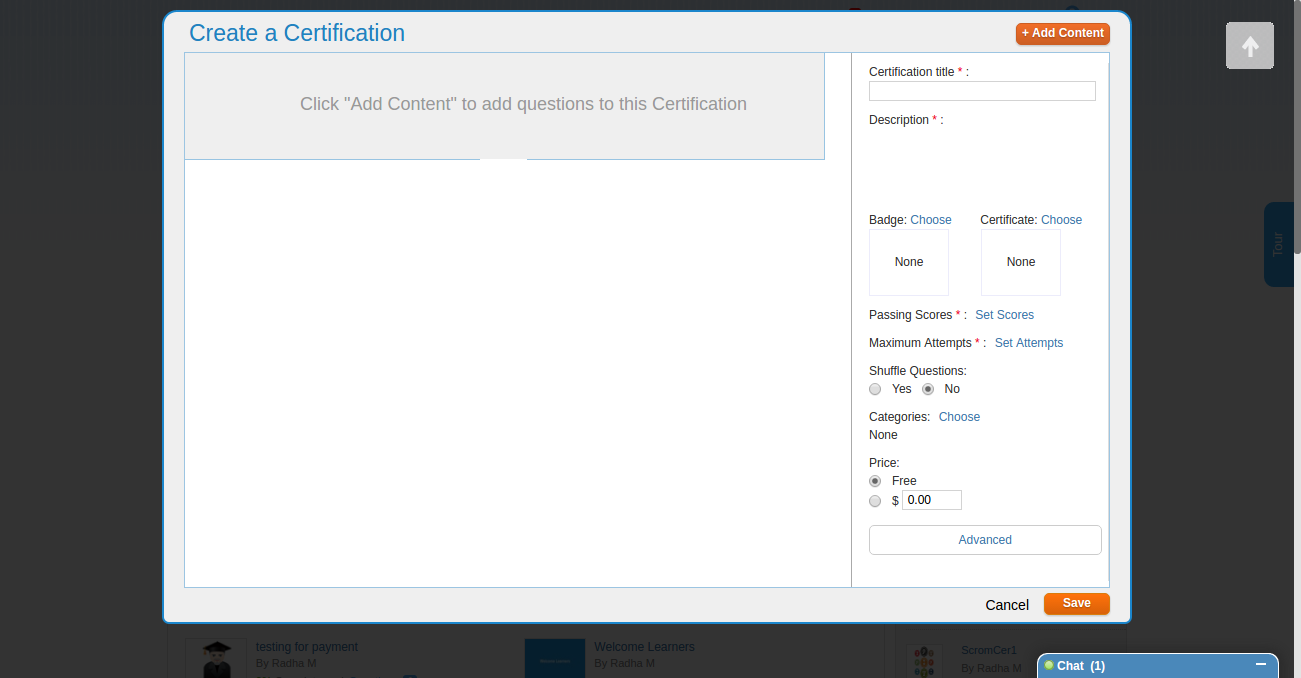 Create a Certification
+ Add Content
Click "Add Content" to add questions to this Certification
Certification title * :
Description * :
Badge: Choose
Certificate: Choose
None
None
Passing Scores * : Set Scores
Maximum Attempts * : Set Attempts
Shuffle Questions:
Yes No
Categories: Choose
None
Price:
Free
$ 0.00
Advanced
Cancel
Save
Tour
testing for payment
By Radha M
Welcome Learners
By Radha M
ScromCer1
By Radha M
Chat (1)